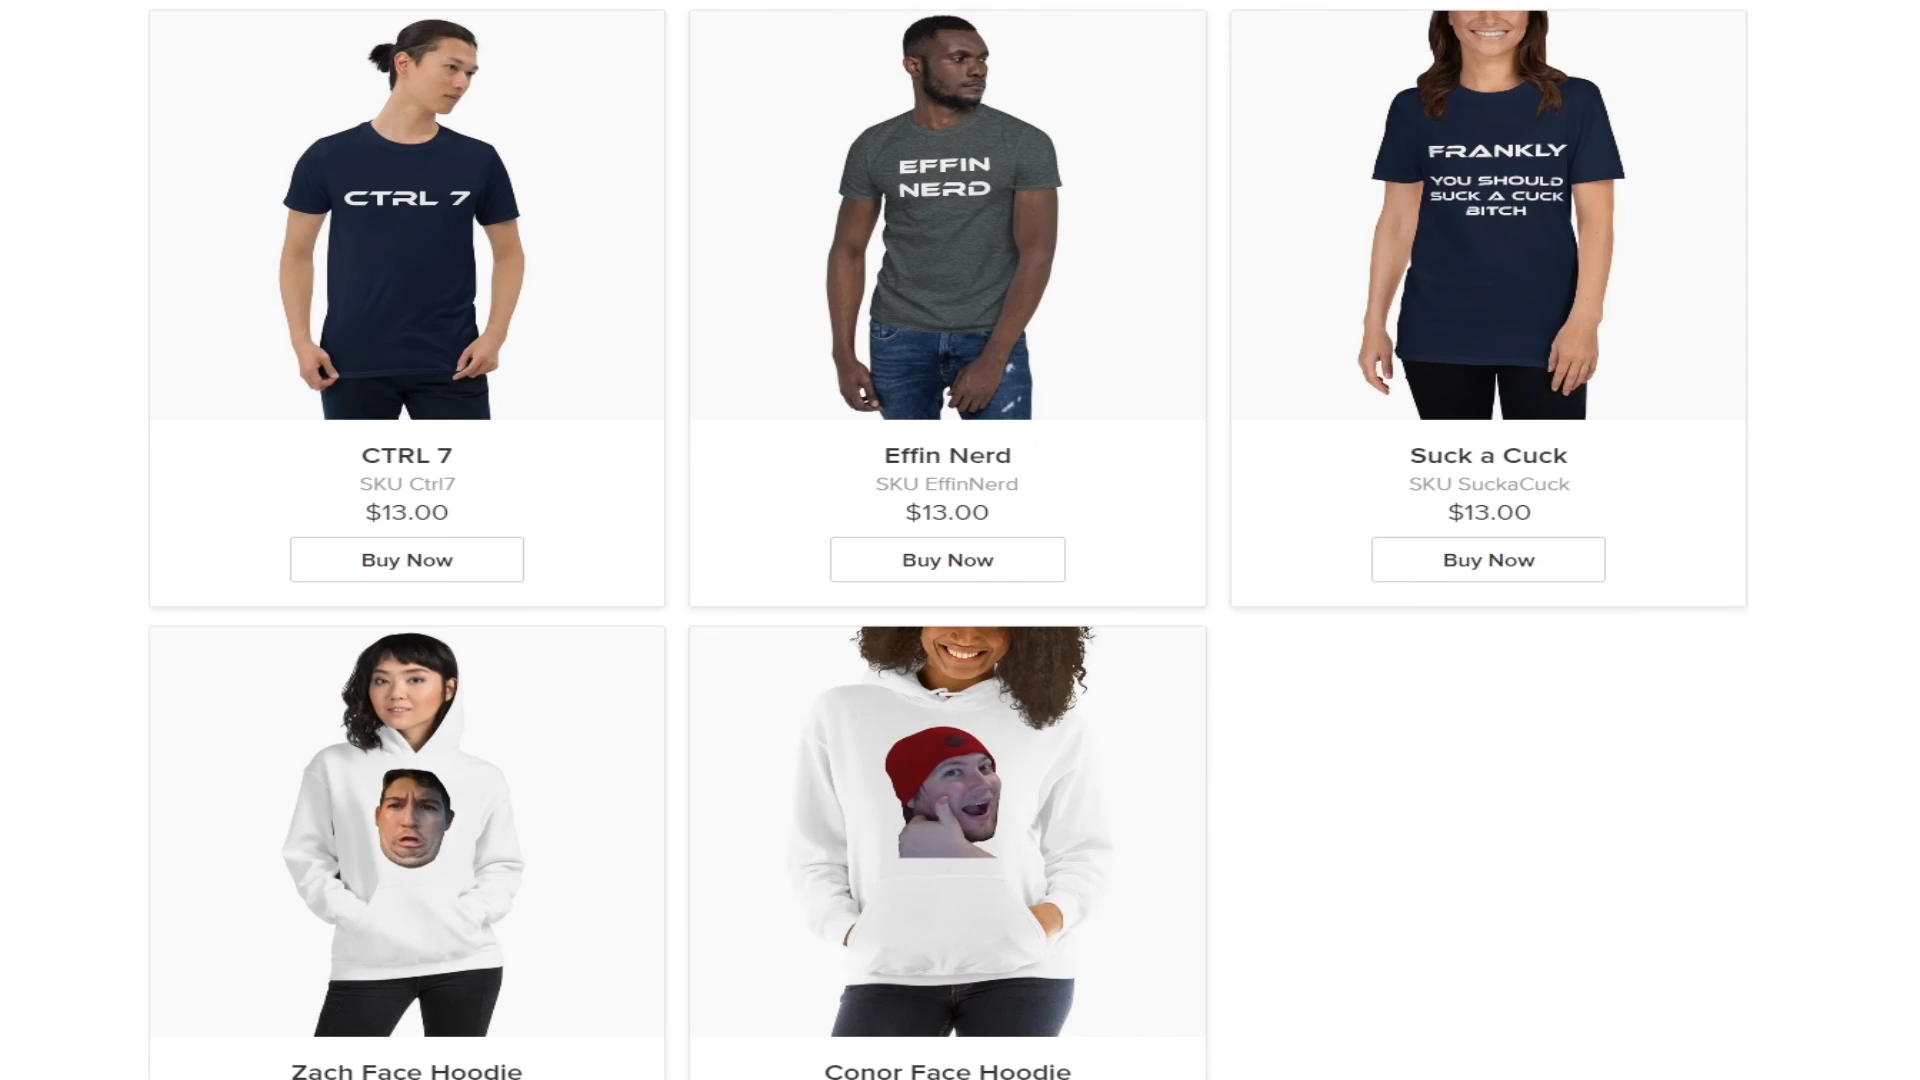 CTRL 7
EFFIN
NERD
FRANKLY
YOU SHOULD
SUCK A CUCK
BITCH
CTRL 7
SKU Ctrl7
$13.00
Buy Now
Effin Nerd
SKU EffinNerd
$13.00
Buy Now
Suck a Cuck
SKU SuckaCuck
$13.00
Buy Now
Zach Face Hoodie
Conor Face Hoodie